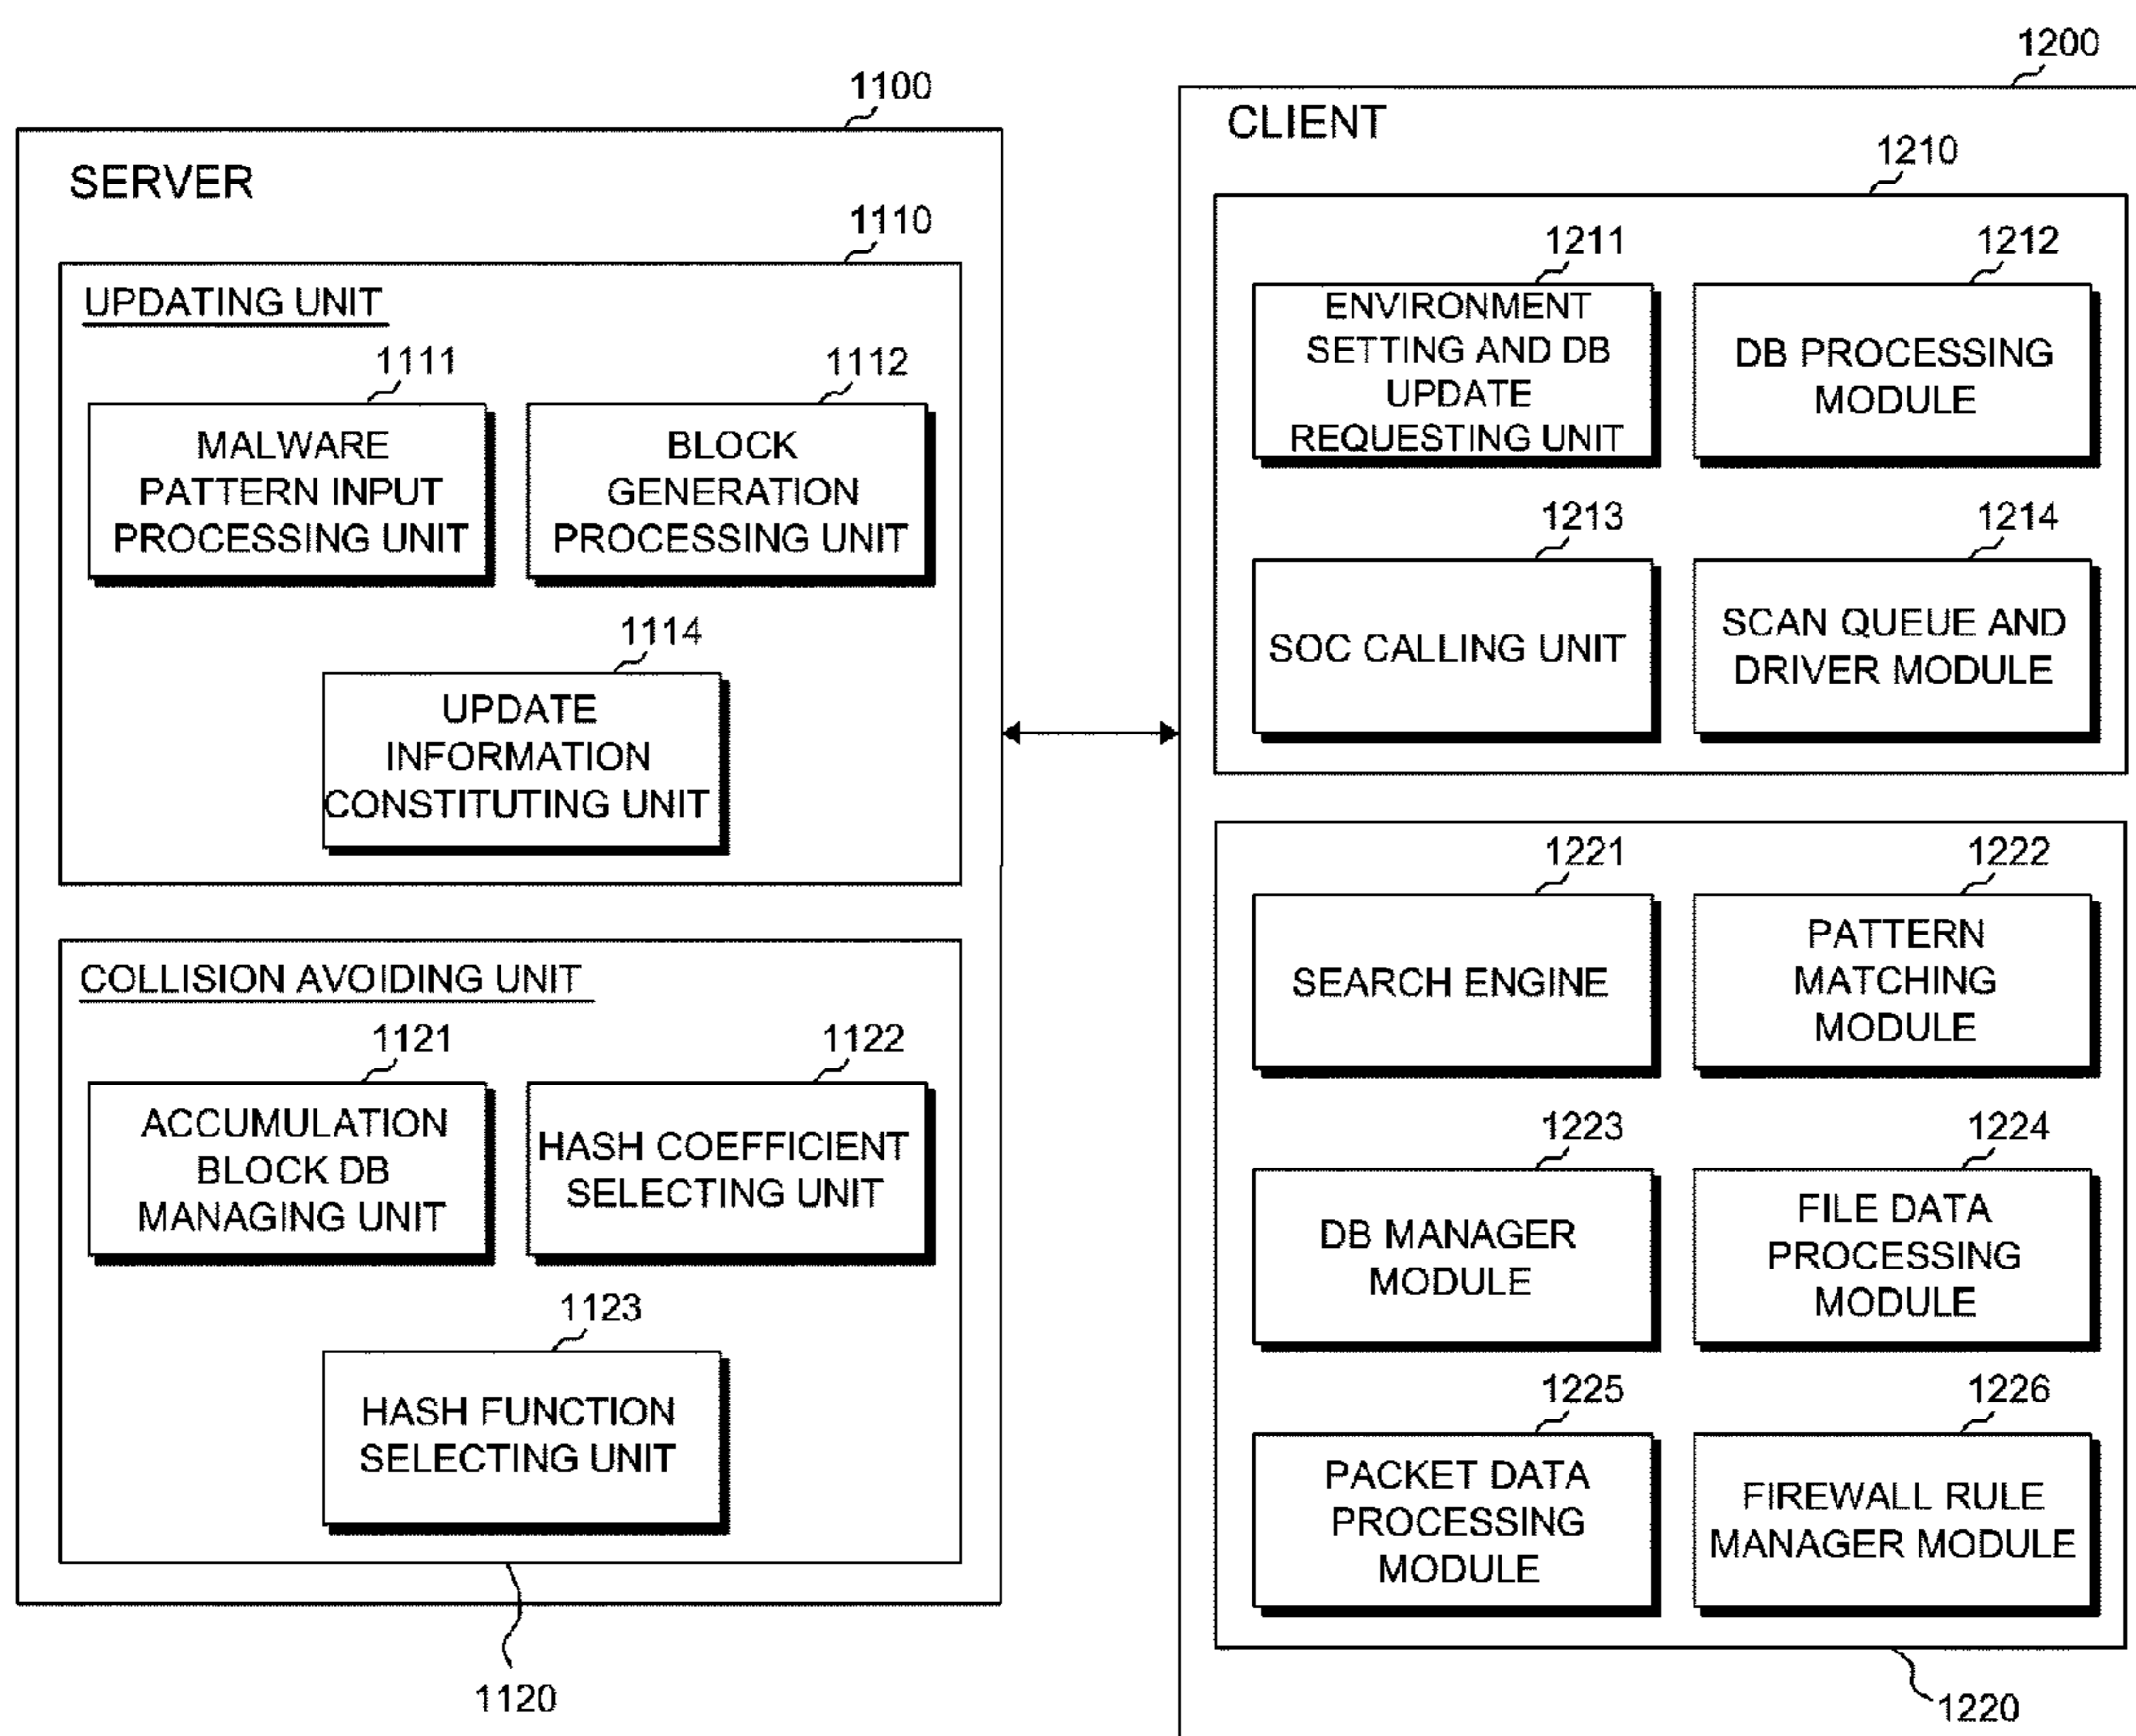 1100
SERVER
1110
UPDATING UNIT
1111
MALWARE
PATTERN INPUT
PROCESSING UNIT
1112
BLOCK
GENERATION
PROCESSING UNIT
1114
UPDATE
INFORMATION
CONSTITUTING UNIT
COLLISION AVOIDING UNIT
1121
ACCUMULATION
BLOCK DB
MANAGING UNIT
1122
HASH COEFFICIENT
SELECTING UNIT
1123
HASH FUNCTION
SELECTING UNIT
1120
1200
CLIENT
1210
1211
ENVIRONMENT
SETTING AND DB
UPDATE
REQUESTING UNIT
1212
DB PROCESSING
MODULE
1213
SOC CALLING UNIT
1214
SCAN QUEUE AND
DRIVER MODULE
1221
SEARCH ENGINE
1222
PATTERN
MATCHING
MODULE
1223
DB MANAGER
MODULE
1224
FILE DATA
PROCESSING
MODULE
1225
PACKET DATA
PROCESSING
MODULE
1226
FIREWALL RULE
MANAGER MODULE
1220